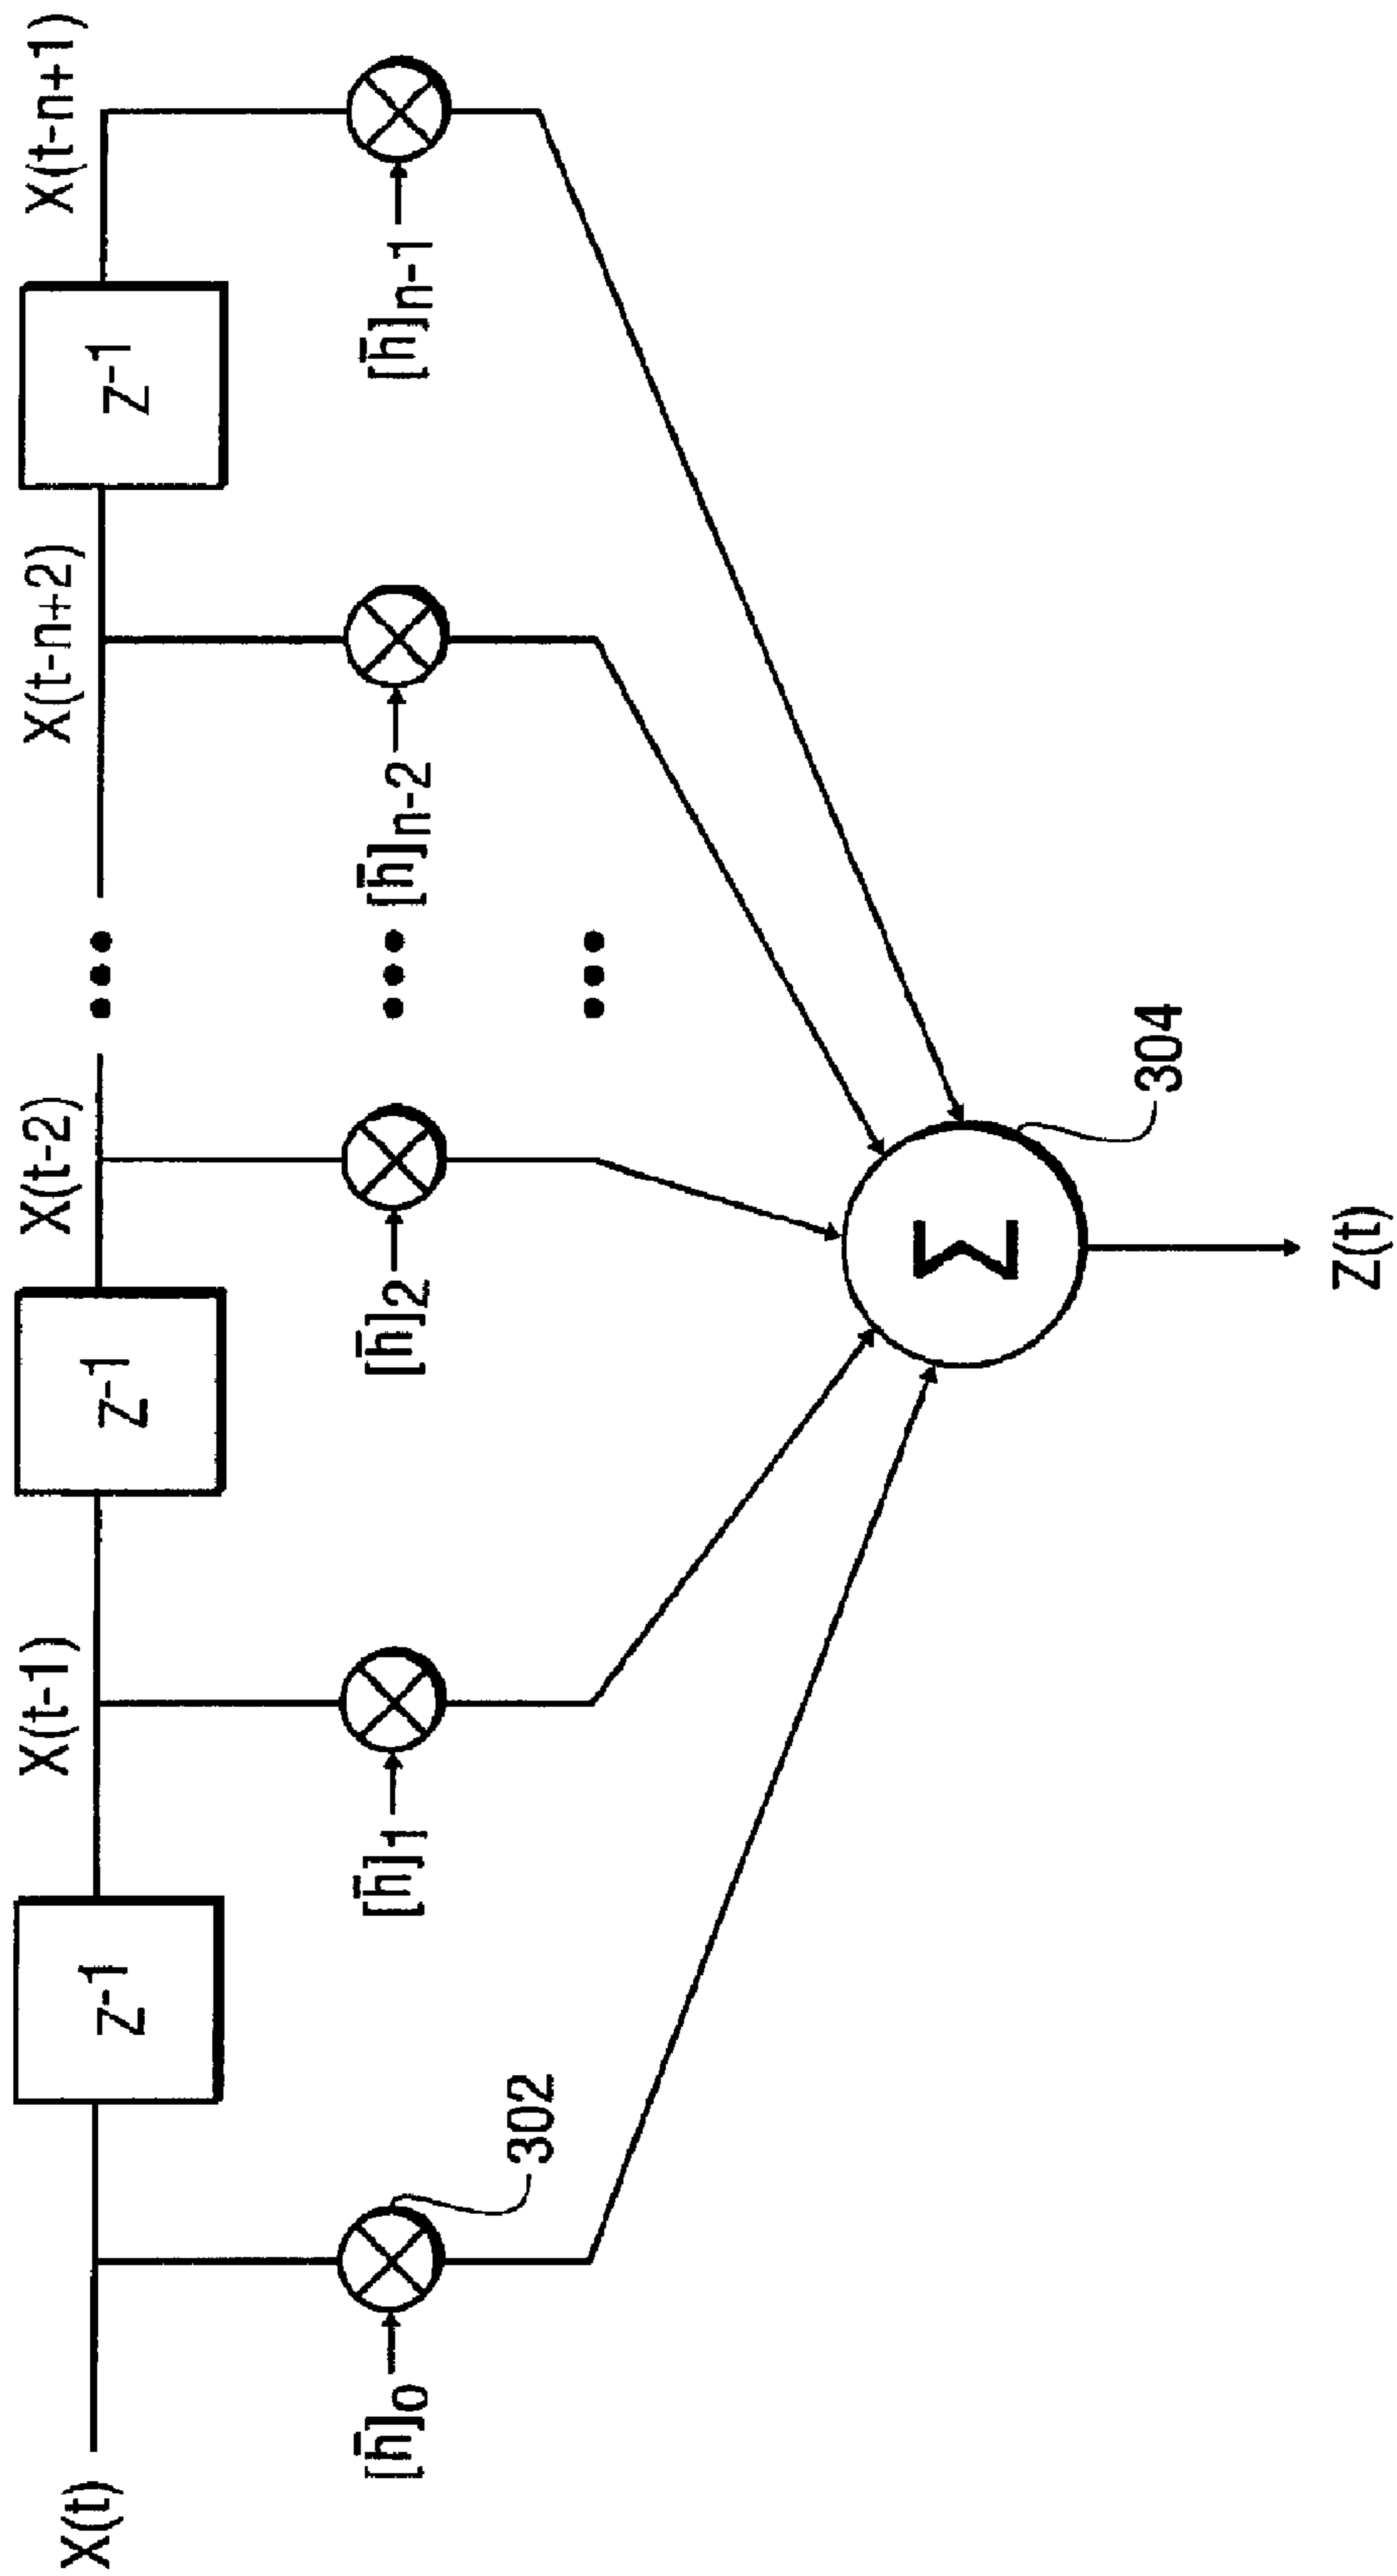 X(t) X(t-1) X(t-2) ••• X(t-n+2) X(t-n+1)
Z-1 Z-1 Z-1
[h̄]0 [h̄]1 [h̄]2 ••• [h̄]n-2 [h̄]n-1
302
•••
Σ
304
Z(t)